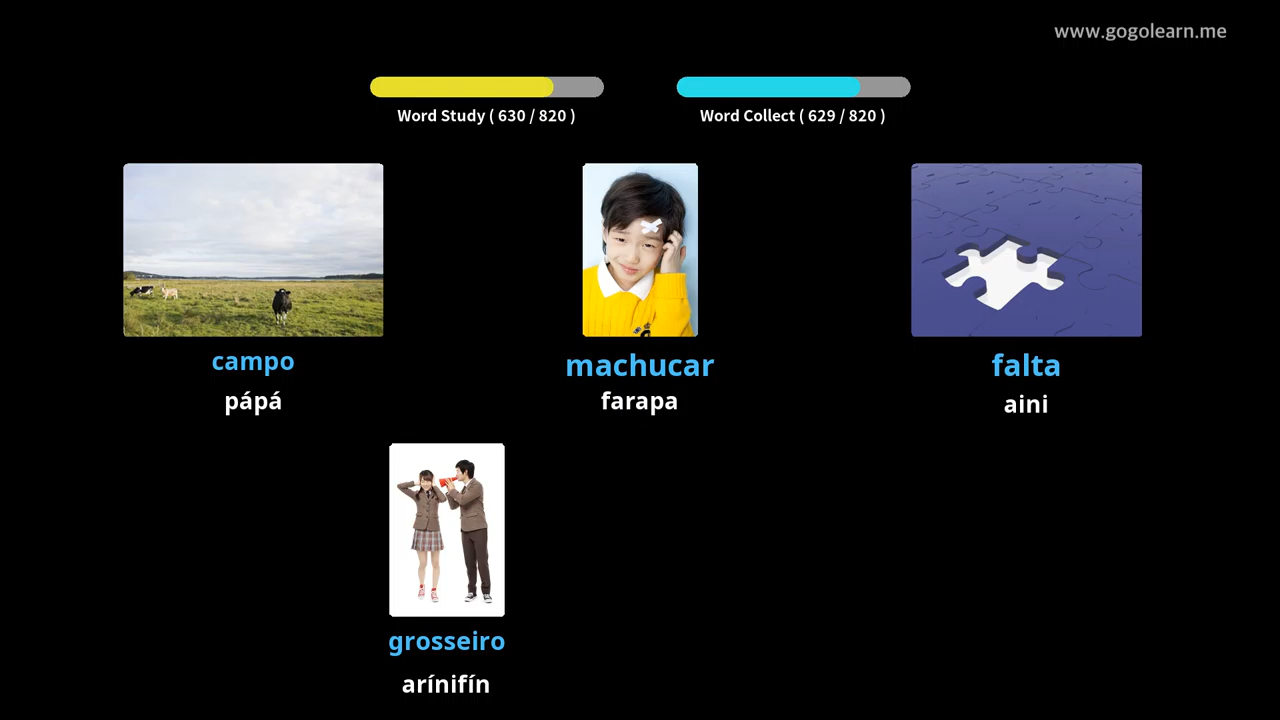 www.gogolearn.me
Word Study ( 630 / 820 )
Word Collect ( 629 / 820 )
campo
pápá
machucar
farapa
falta
aini
grosseiro
arínifín